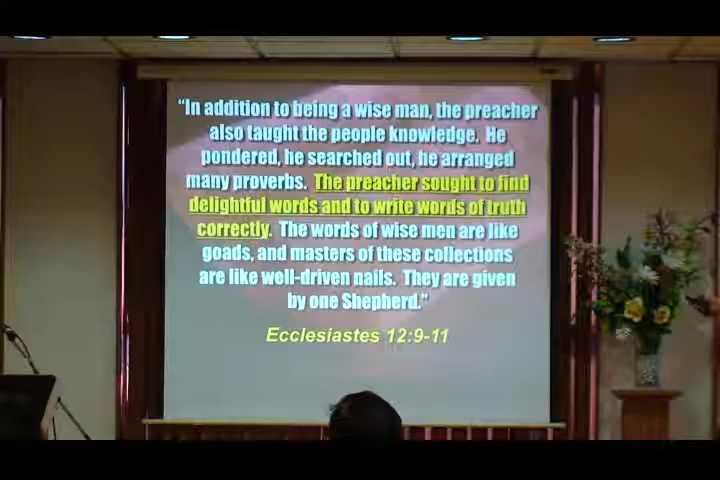 “In addition to being a wise man, the preacher
also taught the people knowledge. He
pondered, he searched out, he arranged
many proverbs. The preacher sought to find
delightful words and to write words of truth
correctly. The words of wise men are like
goads, and masters of these collections
are like well-driven nails. They are given
by one Shepherd.”
Ecclesiastes 12:9-11